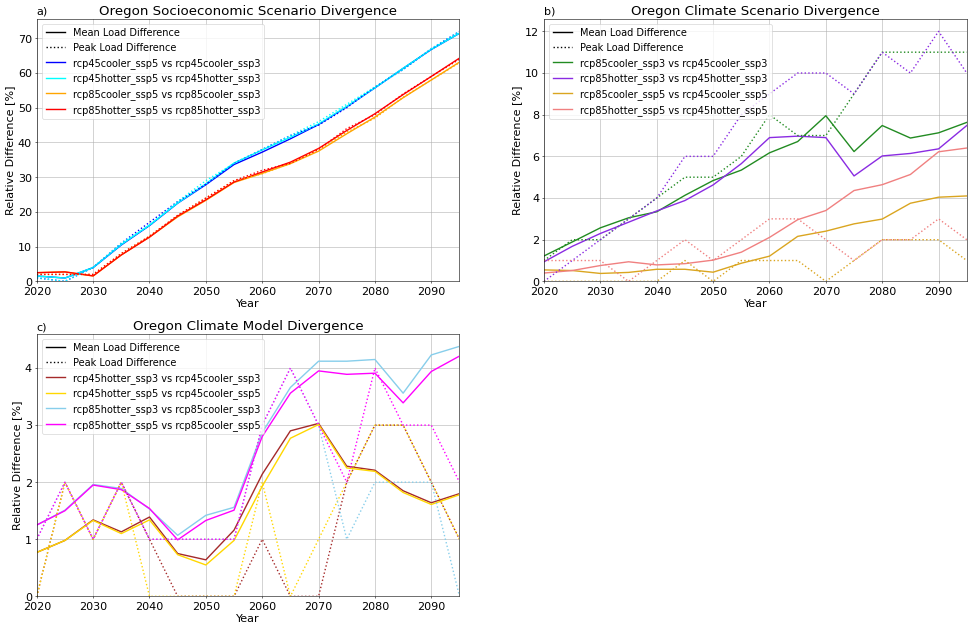 a)
Oregon Socioeconomic Scenario Divergence
Relative Difference [%]
70
60
50
40
30
20
10
0
Mean Load Difference
Peak Load Difference
rcp45cooler_ssp5 vs rcp45cooler_ssp3
rcp45hotter_ssp5 vs rcp45hotter_ssp3
rcp85cooler_ssp5 vs rcp85cooler_ssp3
rcp85hotter_ssp5 vs rcp85hotter_ssp3
2020 2030 2040 2050 2060 2070 2080 2090
Year
b)
Oregon Climate Scenario Divergence
Relative Difference [%]
12
10
8
6
4
2
0
Mean Load Difference
Peak Load Difference
rcp85cooler_ssp3 vs rcp45cooler_ssp3
rcp85hotter_ssp3 vs rcp45hotter_ssp3
rcp85cooler_ssp5 vs rcp45cooler_ssp5
rcp85hotter_ssp5 vs rcp45hotter_ssp5
2020 2030 2040 2050 2060 2070 2080 2090
Year
c)
Oregon Climate Model Divergence
Relative Difference [%]
4
3
2
1
0
Mean Load Difference
Peak Load Difference
rcp45hotter_ssp3 vs rcp45cooler_ssp3
rcp45hotter_ssp5 vs rcp45cooler_ssp5
rcp85hotter_ssp3 vs rcp85cooler_ssp3
rcp85hotter_ssp5 vs rcp85cooler_ssp5
2020 2030 2040 2050 2060 2070 2080 2090
Year